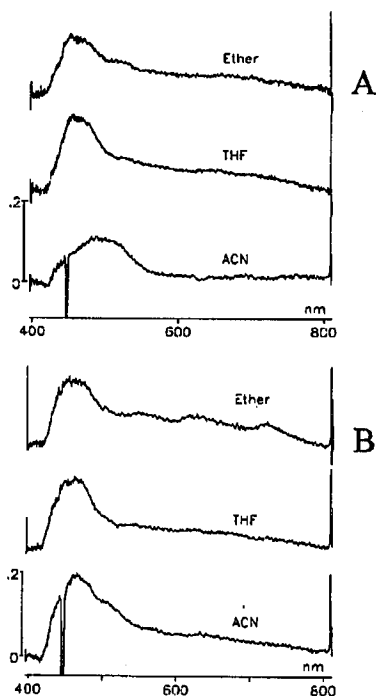 Ether
A
THF
.2
ACN
0
nm
400 600 800
Ether
B
THF
.2
ACN
0
nm
400 600 800